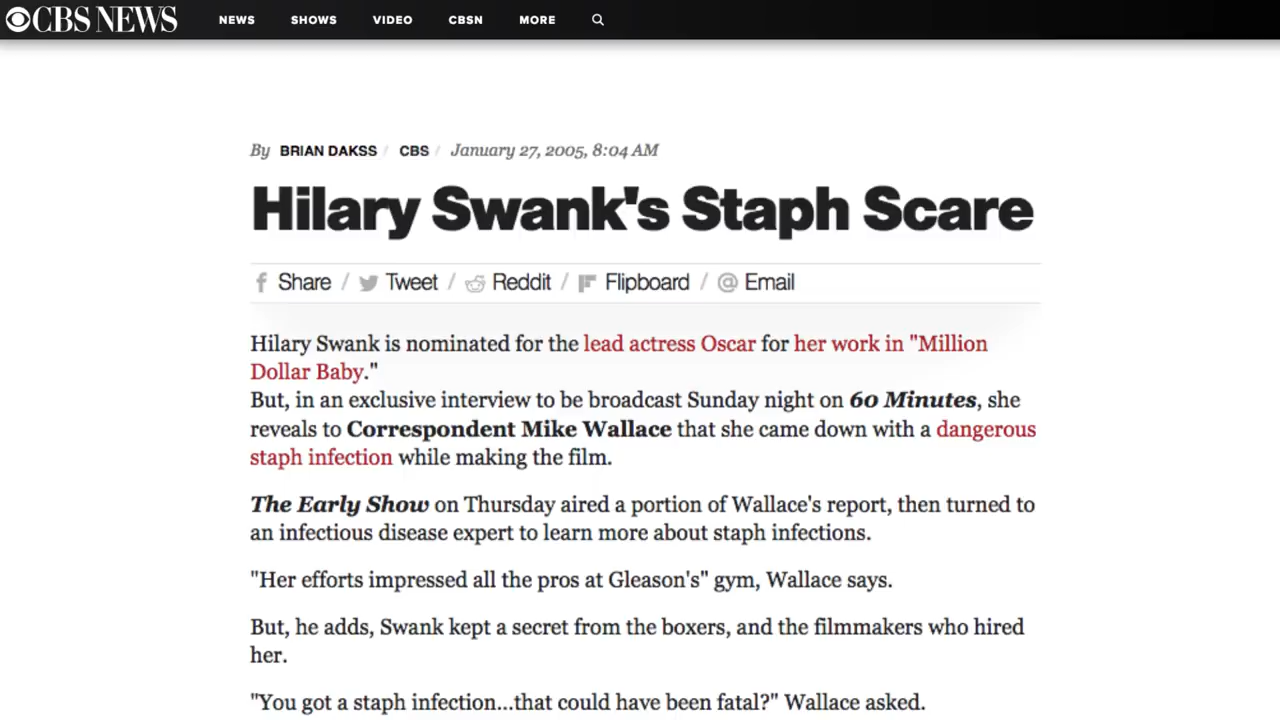 CBS NEWS NEWS SHOWS VIDEO CBSN MORE
By BRIAN DAKSS / CBS / January 27, 2005, 8:04 AM
Hilary Swank's Staph Scare
Share / Tweet / Reddit / Flipboard / @ Email
Hilary Swank is nominated for the lead actress Oscar for her work in "Million
Dollar Baby."
But, in an exclusive interview to be broadcast Sunday night on 60 Minutes, she
reveals to Correspondent Mike Wallace that she came down with a dangerous
staph infection while making the film.
The Early Show on Thursday aired a portion of Wallace's report, then turned to
an infectious disease expert to learn more about staph infections.
"Her efforts impressed all the pros at Gleason's" gym, Wallace says.
But, he adds, Swank kept a secret from the boxers, and the filmmakers who hired
her.
"You got a staph infection...that could have been fatal?" Wallace asked.